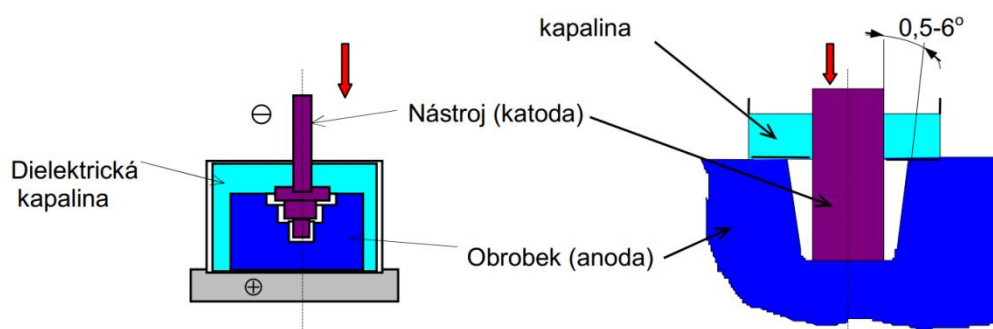 kapalina
0,5-6°
Nástroj (katoda)
Dielektrická
kapalina
Obrobek (anoda)
⊖
⊕